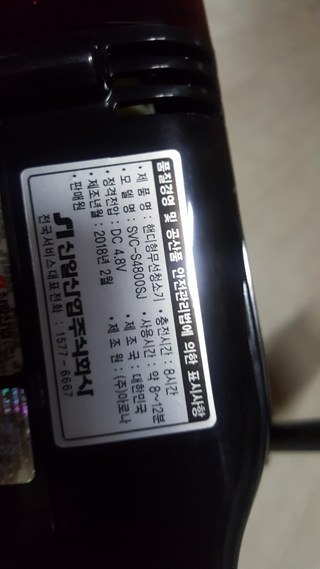 품질경영 및 공산품 안전관리법에 의한 표시사항
• 제 품 명 : 핸디형무선청소기 • 충전시간 : 8시간
• 모 델 명 : SVC-S4800SJ • 사용시간 : 약 8~12분
• 정격전압 : DC 4.8V • 제 조 국 : 대한민국
• 제조년월 : 2018년 2월 • 제 조 원 : (주)아로나
• 판매원
신일산업주식회사
전국서비스대표전화 : 1577-6667